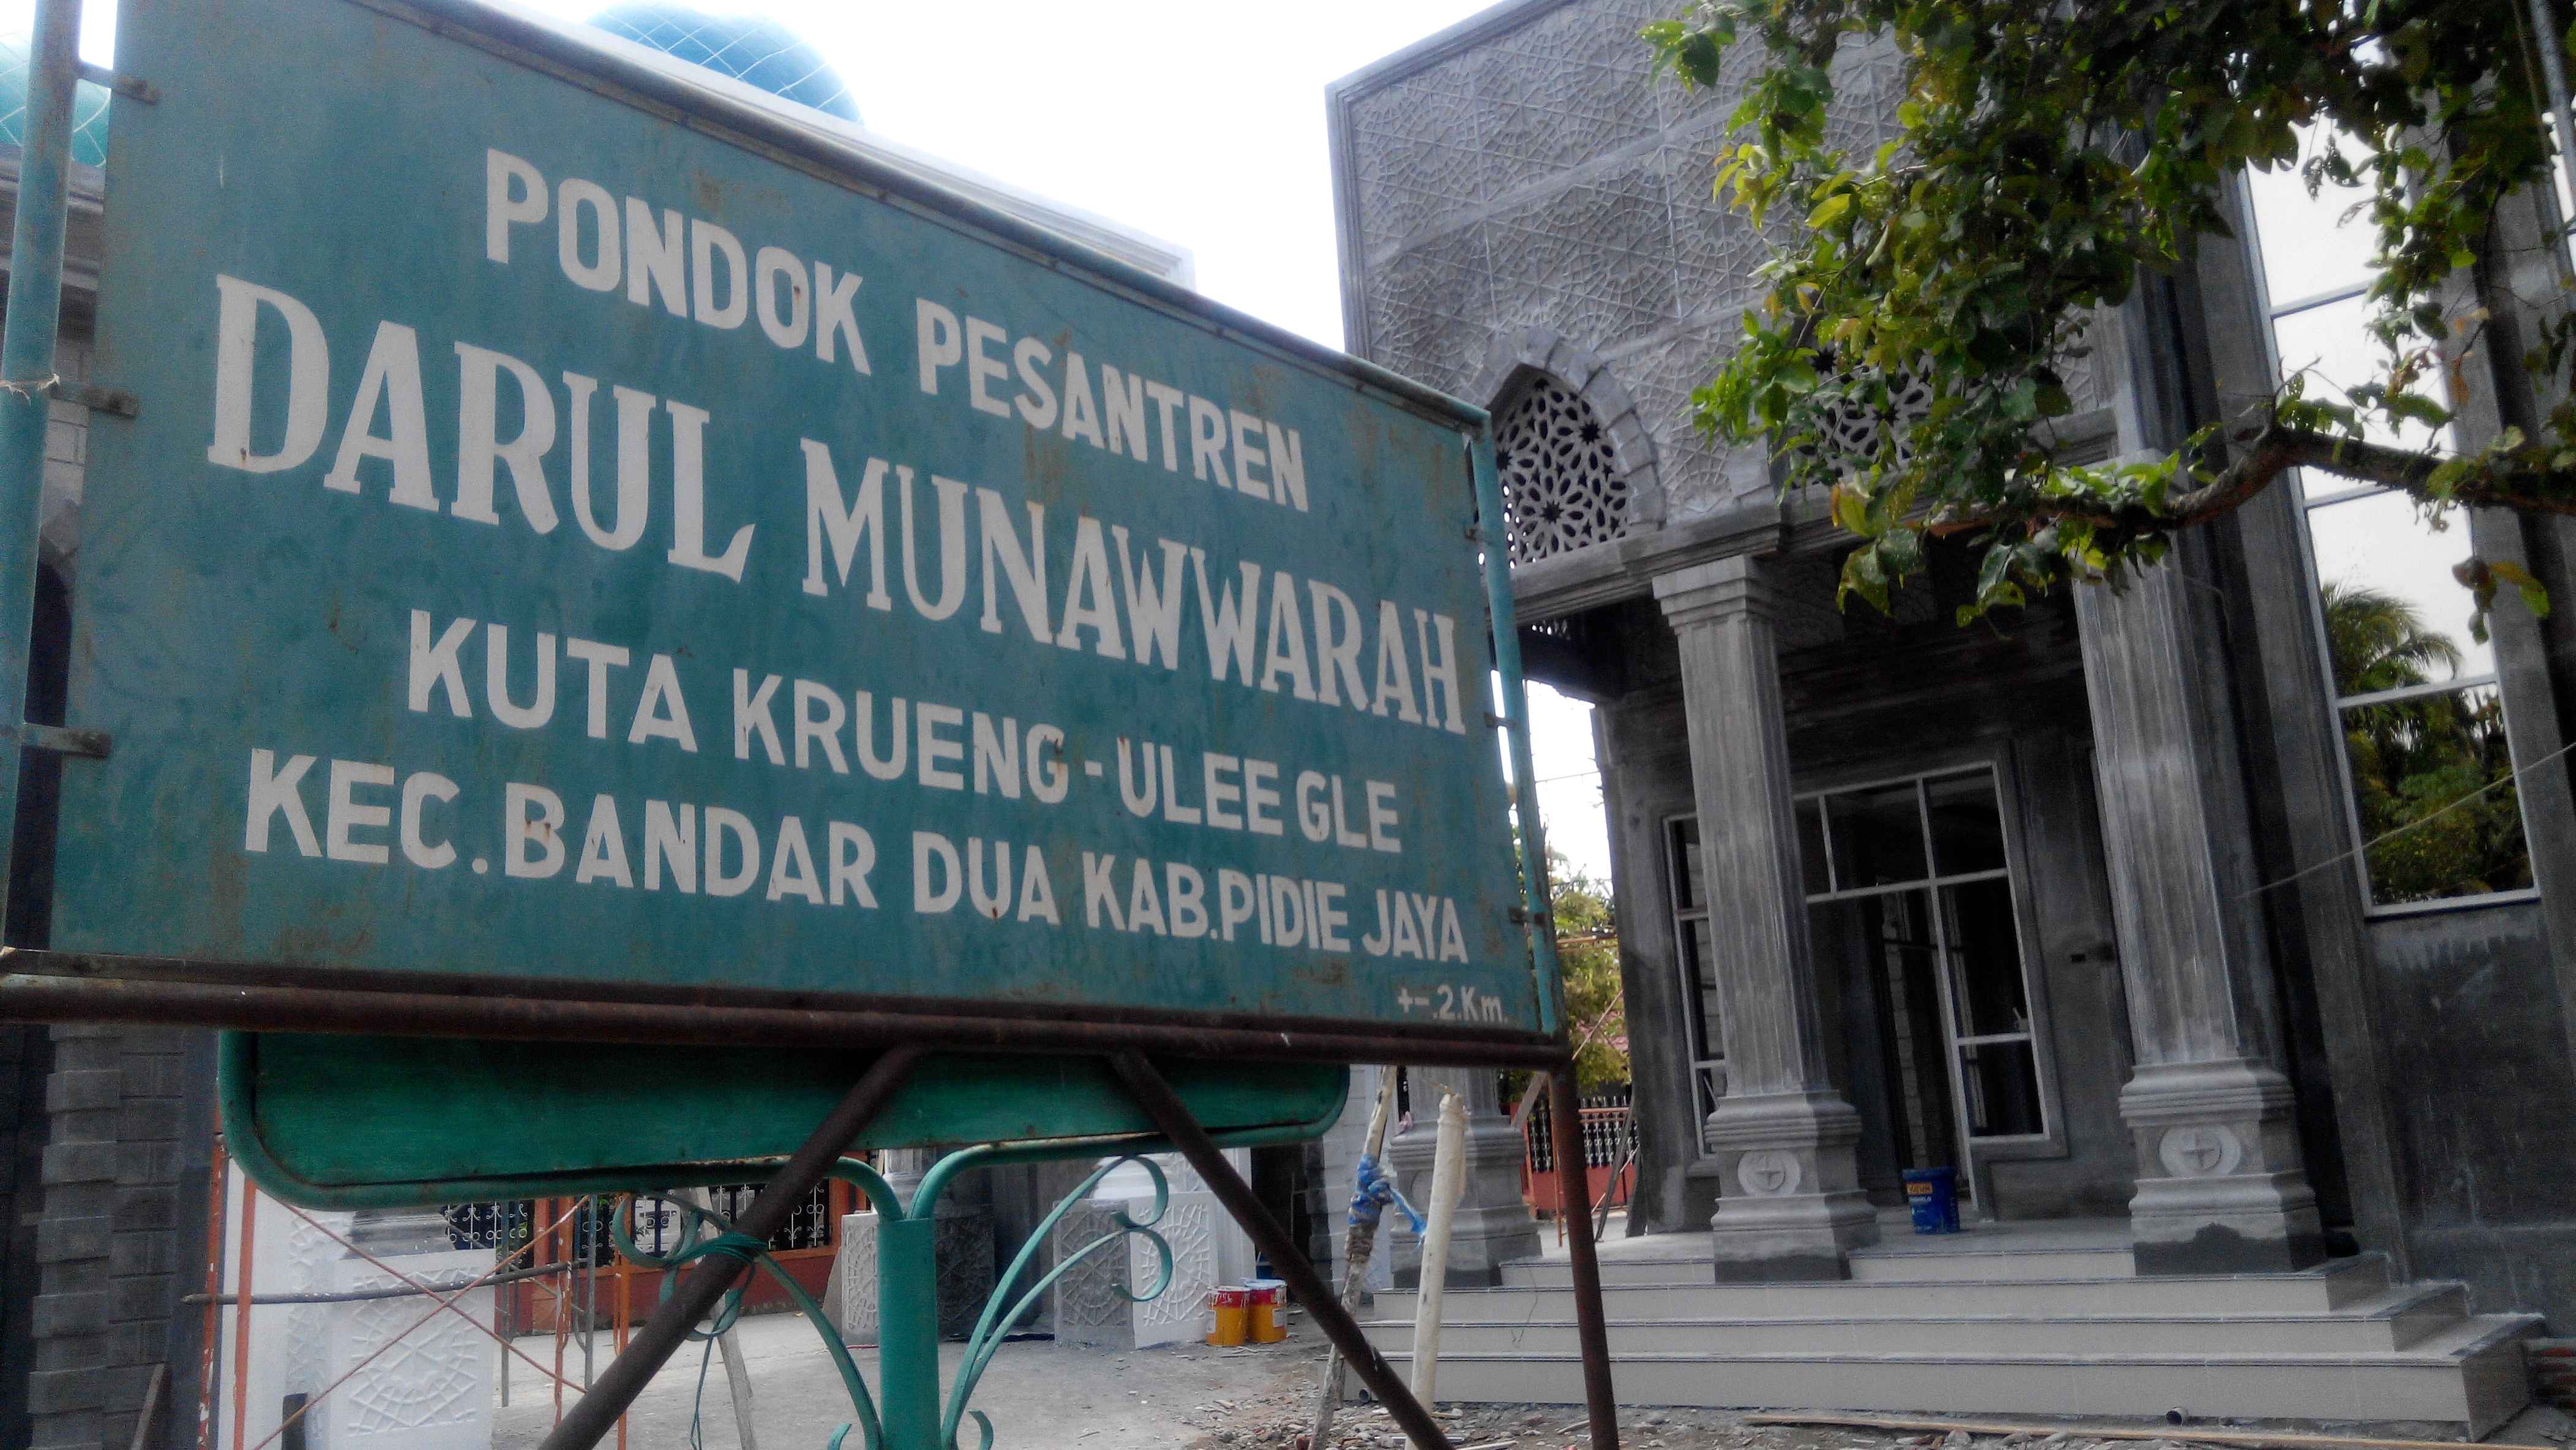 PONDOK PESANTREN
DARUL MUNAWWARAH
KUTA KRUENG - ULEE GLE
KEC. BANDAR DUA KAB. PIDIE JAYA
+-.2.Km.